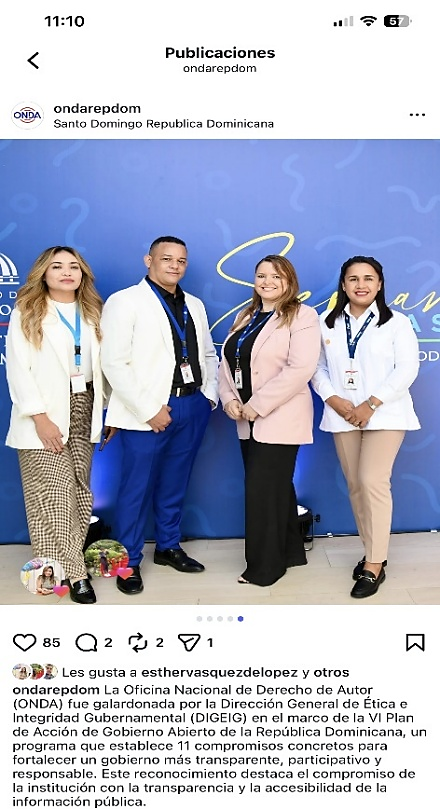 11:10
57
Publicaciones
ondarepdom
ONDA
ondarepdom
Santo Domingo Republica Dominicana
85
2
2
1
Les gusta a esthervasquezdelopez y otros
ondarepdom La Oficina Nacional de Derecho de Autor
(ONDA) fue galardonada por la Dirección General de Ética e
Integridad Gubernamental (DIGEIG) en el marco de la VI Plan
de Acción de Gobierno Abierto de la República Dominicana, un
programa que establece 11 compromisos concretos para
fortalecer un gobierno más transparente, participativo y
responsable. Este reconocimiento destaca el compromiso de
la institución con la transparencia y la accesibilidad de la
información pública.